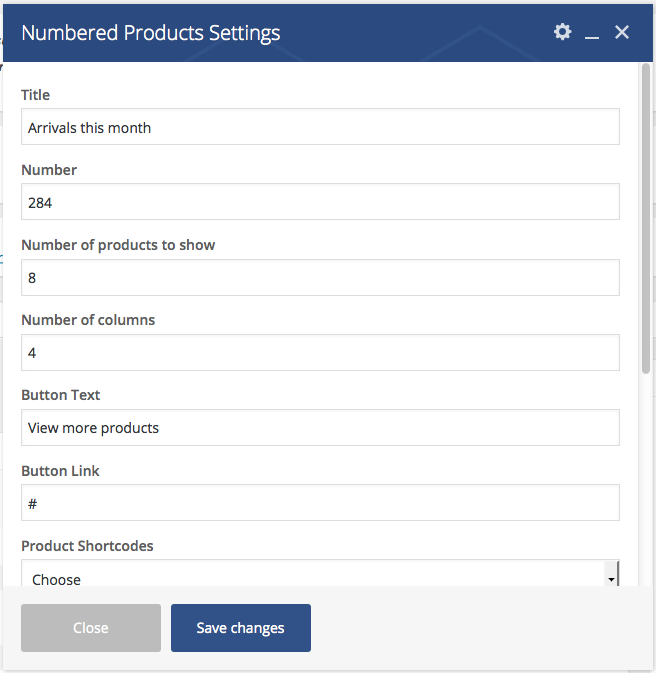 Numbered Products Settings
Title
Arrivals this month
Number
284
Number of products to show
8
Number of columns
4
Button Text
View more products
Button Link
#
Product Shortcodes
Choose
Close
Save changes